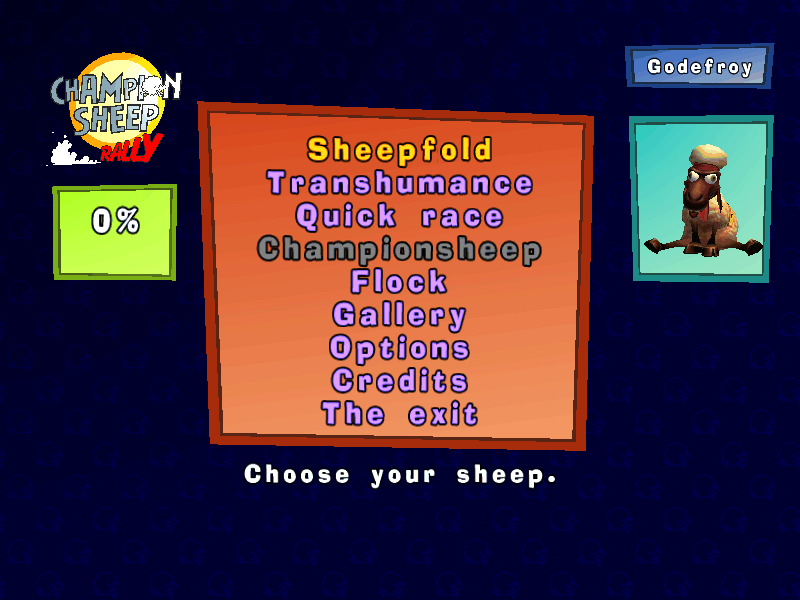 CHAMPION
SHEEP
RALLY
0%
Sheepfold
Transhumance
Quick race
Championsheep
Flock
Gallery
Options
Credits
The exit
Choose your sheep.
Godefroy